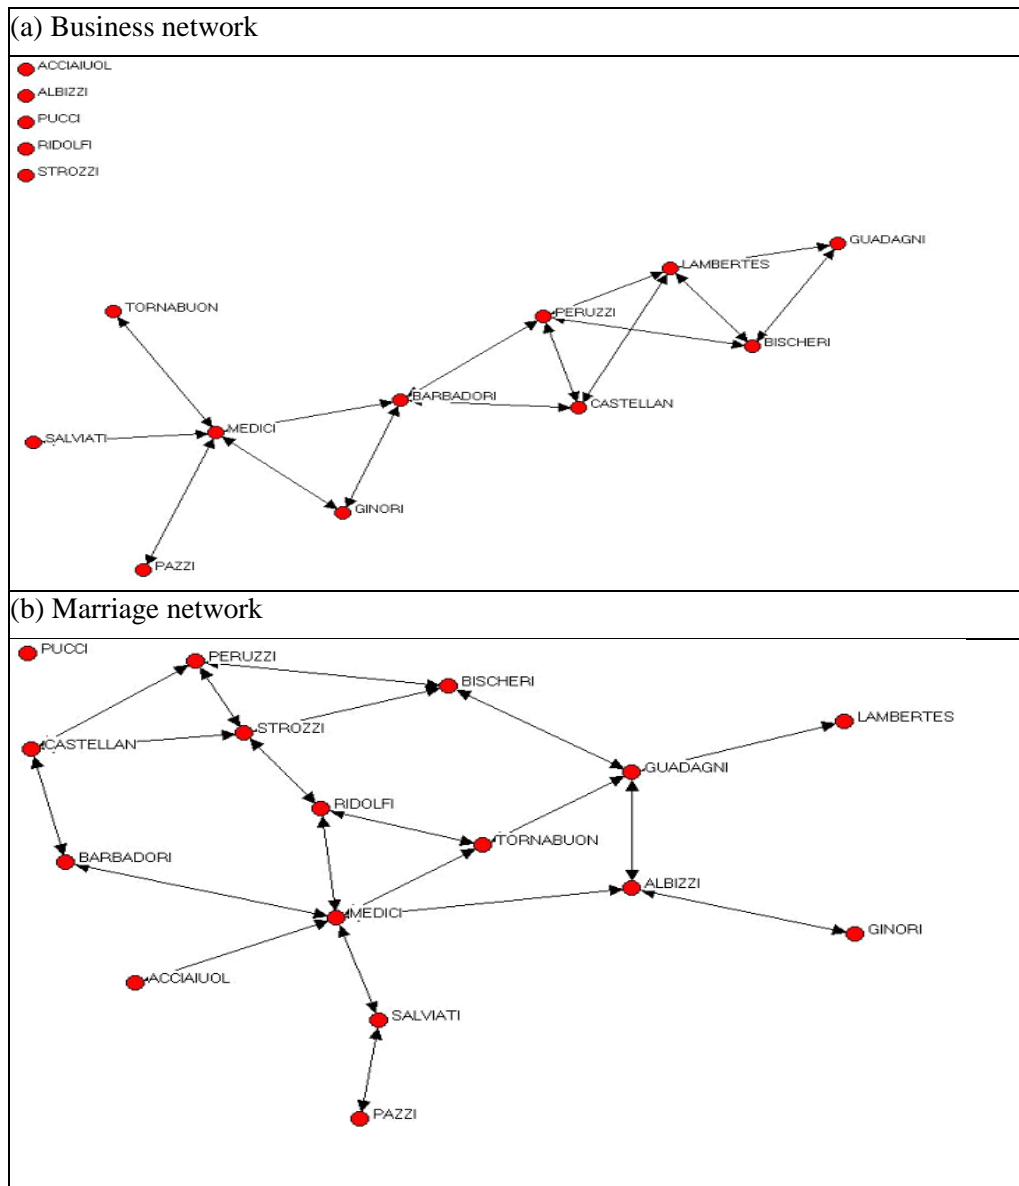 (a) Business network
ACCIAIUOL
ALBIZZI
PUCCI
RIDOLFI
STROZZI
GUADAGNI
LAMBERTES
TORNABUON
PERUZZI
BISCHERI
BARBADORI
CASTELLAN
MEDICI
SALVIATI
GINORI
PAZZI
(b) Marriage network
PUCCI
PERUZZI
BISCHERI
LAMBERTES
STROZZI
CASTELLAN
GUADAGNI
RIDOLFI
TORNABUON
BARBADORI
ALBIZZI
MEDICI
GINORI
ACCIAIUOL
SALVIATI
PAZZI